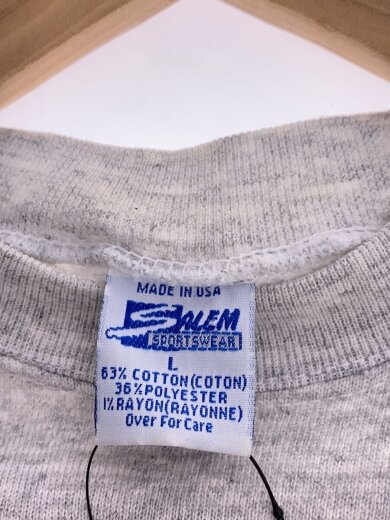 MADE IN USA
SALEM
SPORTSWEAR
L
63% COTTON(COTON)
36% POLYESTER
1% RAYON(RAYONNE)
Over For Care